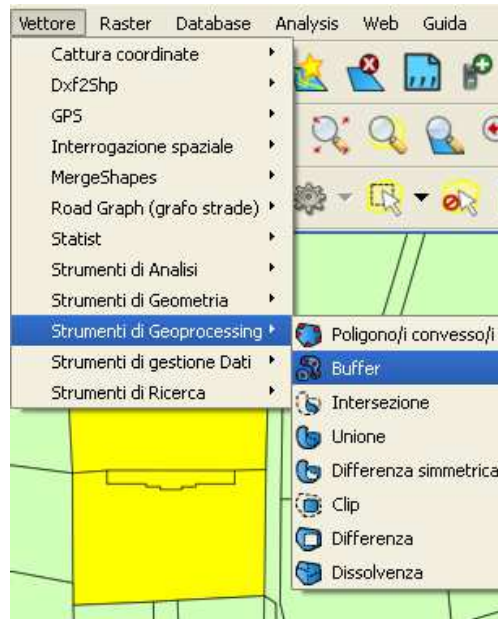 Vettore Raster Database Analysis Web Guida
Cattura coordinate
Dxf2Shp
GPS
Interrogazione spaziale
MergeShapes
Road Graph (grafo strade)
Statist
Strumenti di Analisi
Strumenti di Geometria
Strumenti di Geoprocessing
Strumenti di gestione Dati
Strumenti di Ricerca
Poligono/i convesso/i
Buffer
Intersezione
Unione
Differenza simmetrica
Clip
Differenza
Dissolvenza